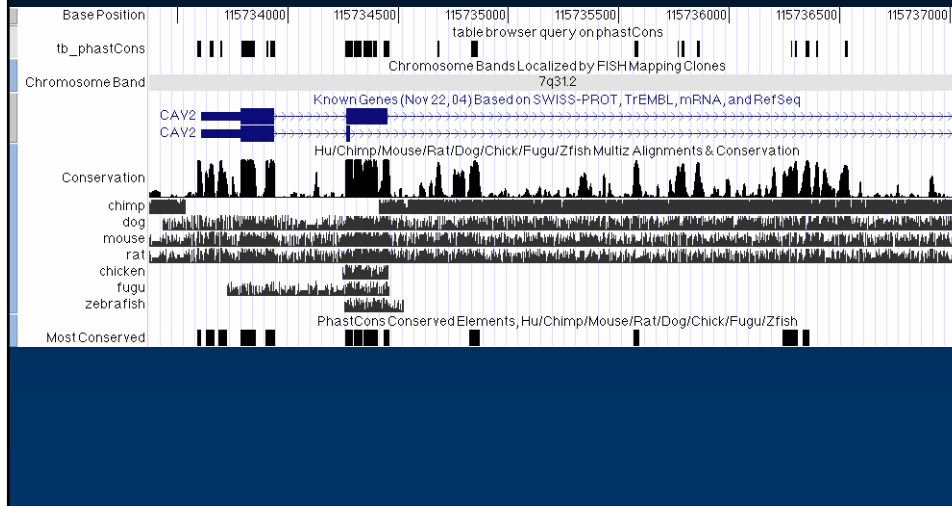 Base Position 115734000| 115734500| 115735000| 115735500| 115736000| 115736500| 115737000|
table browser query on phastCons
tb_phastCons
Chromosome Bands Localized by FISH Mapping Clones
Chromosome Band 7q31.2
Known Genes (Nov 22, 04) Based on SWISS-PROT, TrEMBL, mRNA, and RefSeq
CAV2
CAV2
Hu/Chimp/Mouse/Rat/Dog/Chick/Fugu/Zfish Multiz Alignments & Conservation
Conservation
chimp
dog
mouse
rat
chicken
fugu
zebrafish
PhastCons Conserved Elements, Hu/Chimp/Mouse/Rat/Dog/Chick/Fugu/Zfish
Most Conserved